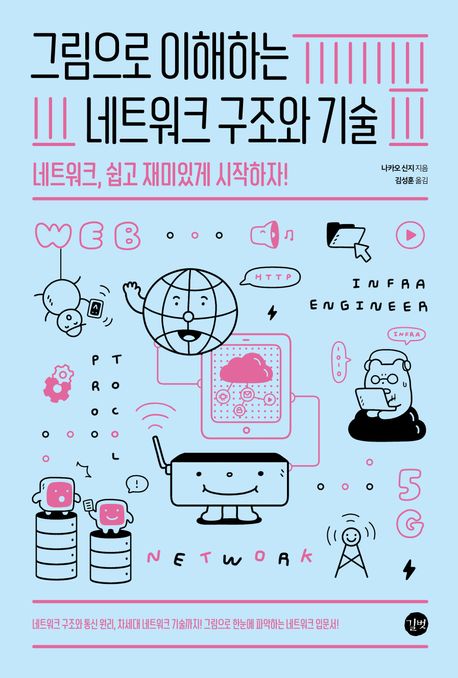 그림으로 이해하는
네트워크 구조와 기술
네트워크, 쉽고 재미있게 시작하자!
나카오 신지 지음
김성훈 옮김
WEB
HTTP
INFRA
ENGINEER
INFRA
PROTOCOL
5G
NETWORK
네트워크 구조와 통신 원리, 차세대 네트워크 기술까지! 그림으로 한눈에 파악하는 네트워크 입문서!
길벗